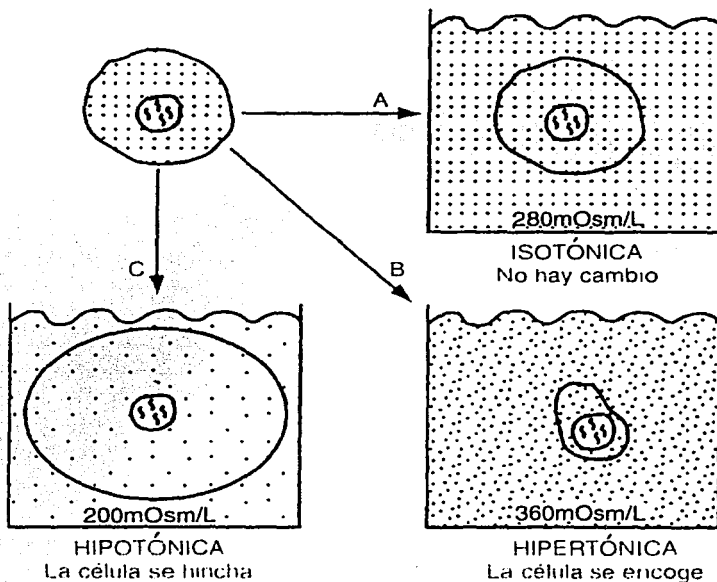 A
280mOsm/L
ISOTÓNICA
No hay cambio
C
B
200mOsm/L
HIPOTÓNICA
La célula se hincha
360mOsm/L
HIPERTÓNICA
La célula se encoge